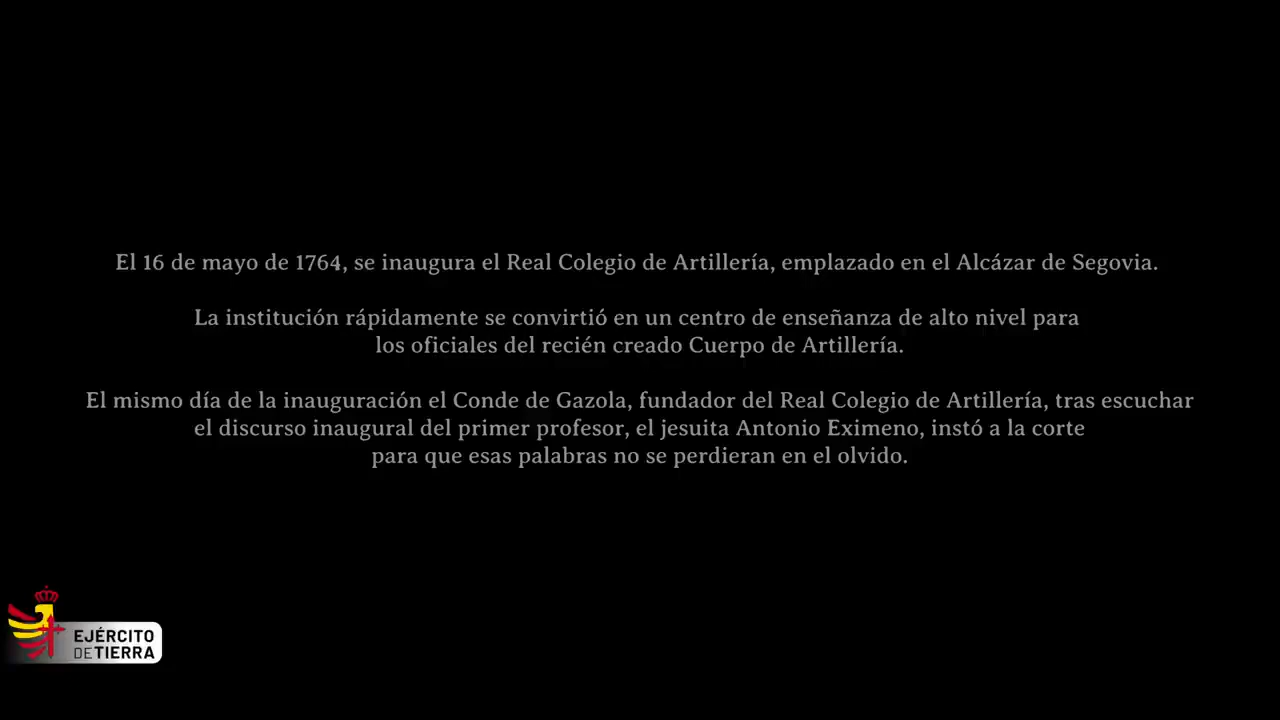 El 16 de mayo de 1764, se inaugura el Real Colegio de Artillería, emplazado en el Alcázar de Segovia.
La institución rápidamente se convirtió en un centro de enseñanza de alto nivel para
los oficiales del recién creado Cuerpo de Artillería.
El mismo día de la inauguración el Conde de Gazola, fundador del Real Colegio de Artillería, tras escuchar
el discurso inaugural del primer profesor, el jesuita Antonio Eximeno, instó a la corte
para que esas palabras no se perdieran en el olvido.
EJÉRCITO
DE TIERRA